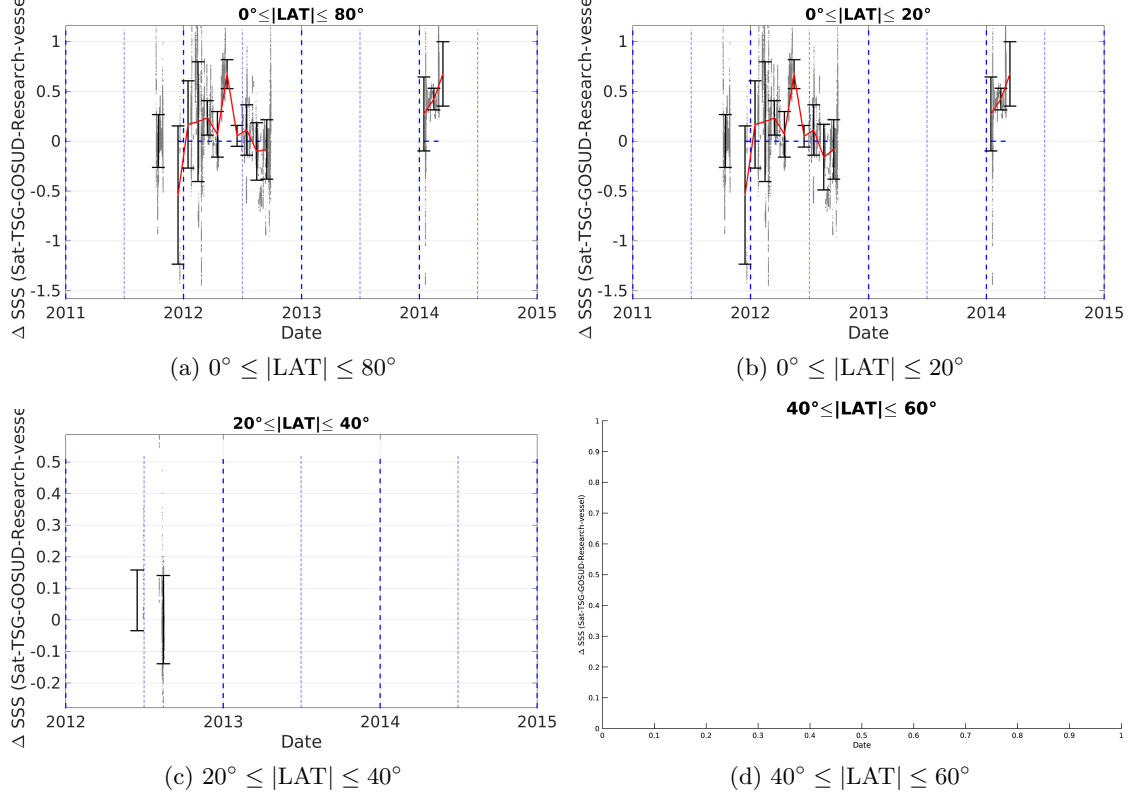 0°≤|LAT|≤ 80°
Δ SSS (Sat-TSG-GOSUD-Research-vessel
1
0.5
0
-0.5
-1
-1.5
2011 2012 2013 2014 2015
Date
(a) 0° ≤ |LAT| ≤ 80°
0°≤|LAT|≤ 20°
Δ SSS (Sat-TSG-GOSUD-Research-vessel
1
0.5
0
-0.5
-1
-1.5
2011 2012 2013 2014 2015
Date
(b) 0° ≤ |LAT| ≤ 20°
20°≤|LAT|≤ 40°
Δ SSS (Sat-TSG-GOSUD-Research-vesse
0.5
0.4
0.3
0.2
0.1
0
-0.1
-0.2
2012 2013 2014 2015
Date
(c) 20° ≤ |LAT| ≤ 40°
40°≤|LAT|≤ 60°
Δ SSS (Sat-TSG-GOSUD-Research-vessel)
1
0.9
0.8
0.7
0.6
0.5
0.4
0.3
0.2
0.1
0
0 0.1 0.2 0.3 0.4 0.5 0.6 0.7 0.8 0.9 1
Date
(d) 40° ≤ |LAT| ≤ 60°